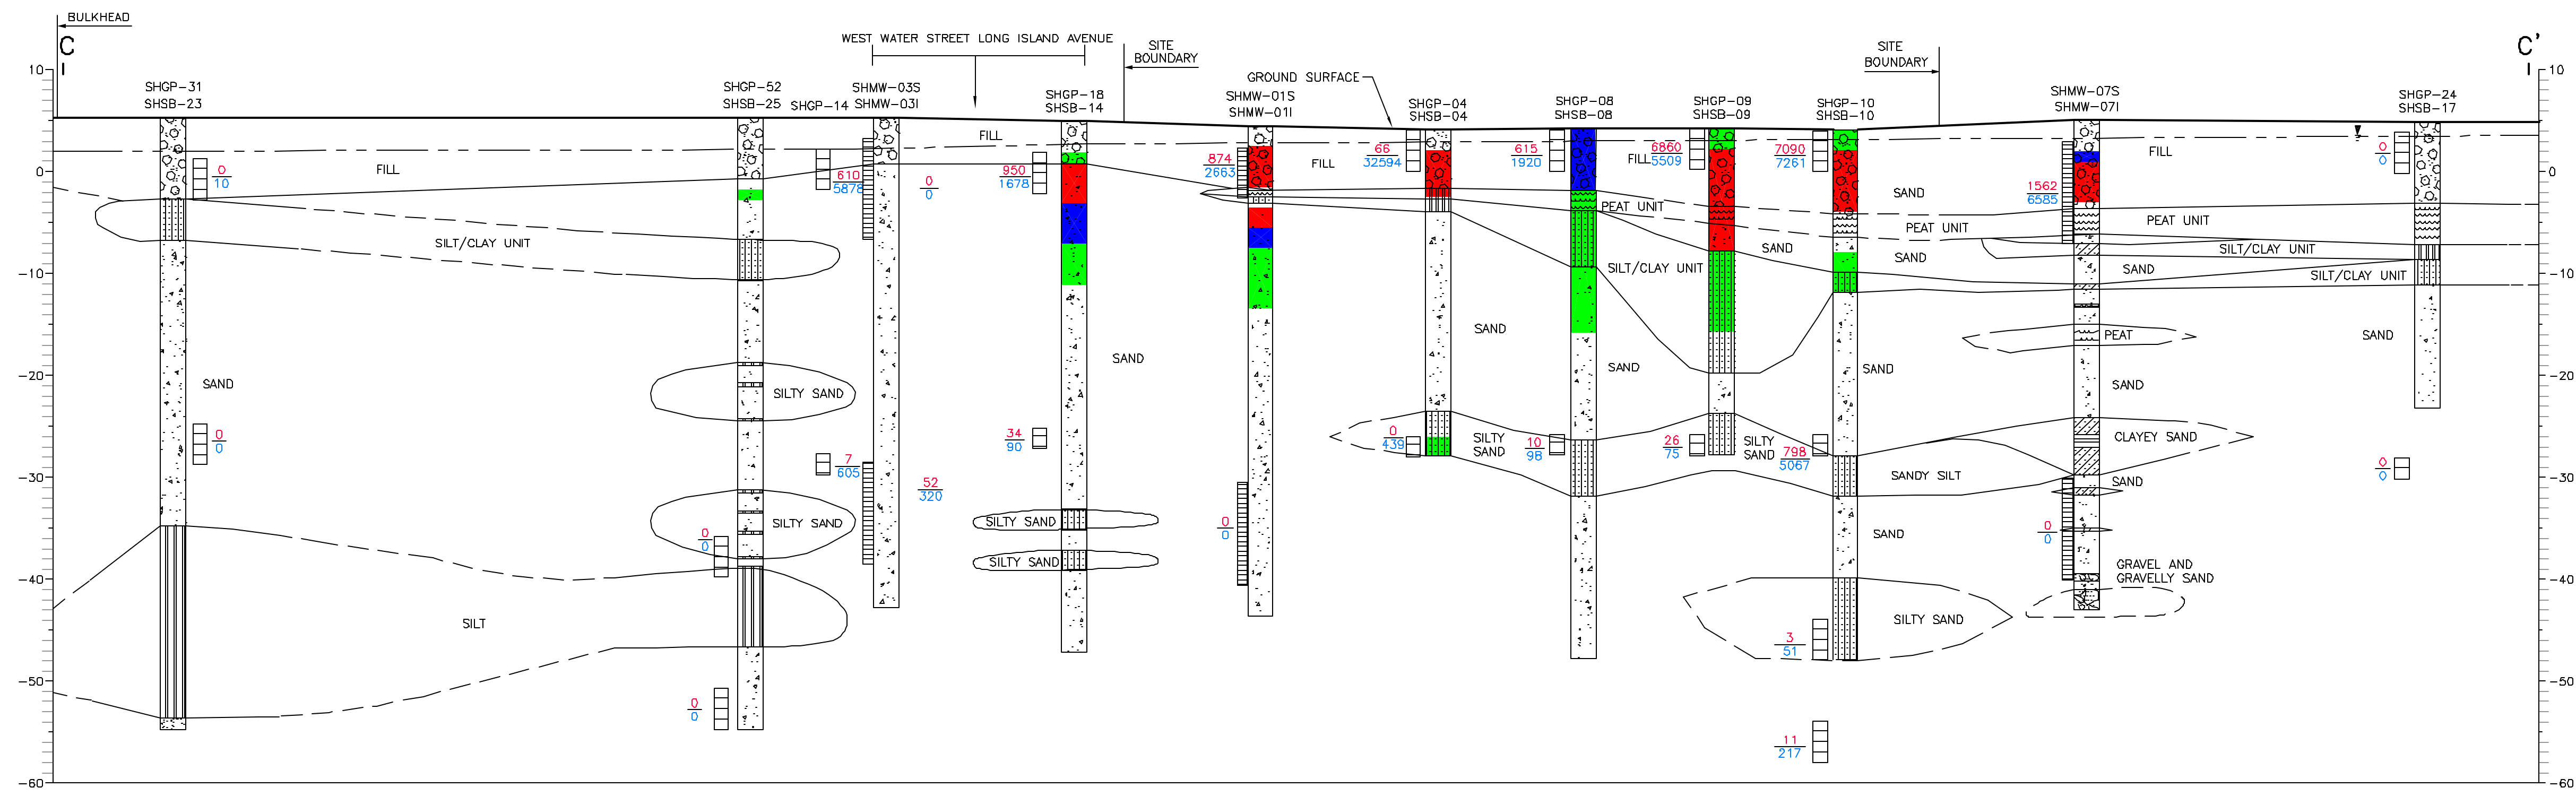 BULKHEAD
C
C'
WEST WATER STREET LONG ISLAND AVENUE
SITE
BOUNDARY
SITE
BOUNDARY
GROUND SURFACE
SHGP-31
SHSB-23
SHGP-52
SHSB-25
SHGP-14
SHMW-03S
SHMW-03I
SHGP-18
SHSB-14
SHMW-01S
SHMW-01I
SHGP-04
SHSB-04
SHGP-08
SHSB-08
SHGP-09
SHSB-09
SHGP-10
SHSB-10
SHMW-07S
SHMW-07I
SHGP-24
SHSB-17
10
0
-10
-20
-30
-40
-50
-60
10
0
-10
-20
-30
-40
-50
-60
0
10
FILL
SILT/CLAY UNIT
SAND
0
0
SILT
610
5878
0
0
FILL
950
1678
SILTY SAND
SILTY SAND
0
0
0
0
7
605
52
320
34
90
SILTY SAND
SILTY SAND
SAND
874
2663
FILL
0
0
66
32594
SAND
0
439
SILTY
SAND
615
1920
PEAT UNIT
SILT/CLAY UNIT
SAND
10
98
6860
FILL 5509
SAND
26
75
SILTY
SAND
7090
7261
SAND
PEAT UNIT
SAND
SAND
798
5067
SANDY SILT
SAND
SILTY SAND
3
51
11
217
1562
6585
FILL
PEAT UNIT
SILT/CLAY UNIT
SAND
SILT/CLAY UNIT
PEAT
SAND
SAND
CLAYEY SAND
SAND
0
0
GRAVEL AND
GRAVELLY SAND
0
0
0
0